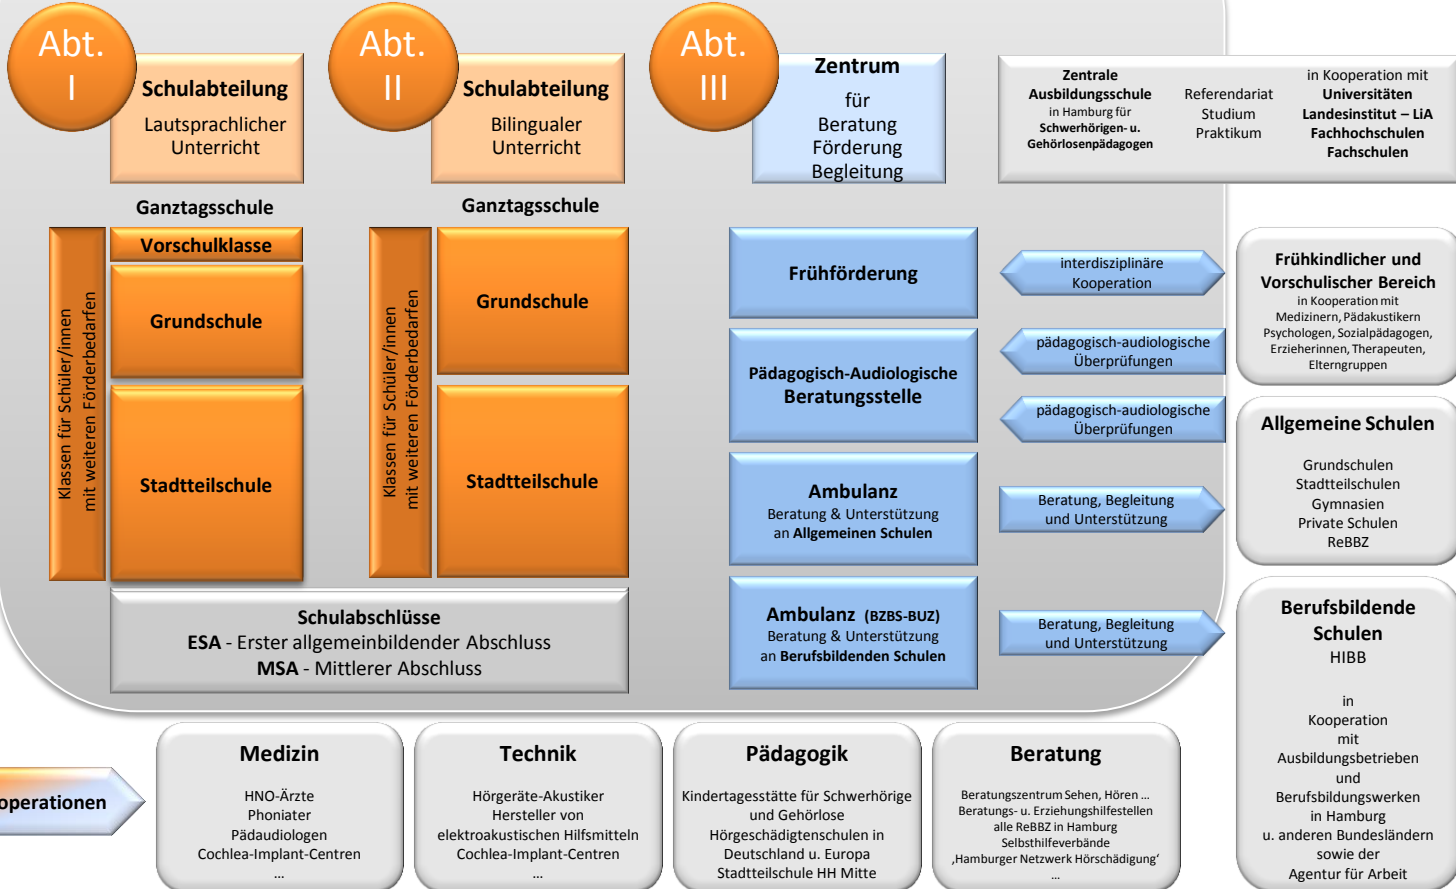 Abt.
I
Schulabteilung
Lautsprachlicher
Unterricht
Abt.
II
Schulabteilung
Bilingualer
Unterricht
Abt.
III
Zentrum
für
Beratung
Förderung
Begleitung
Zentrale
Ausbildungsschule
in Hamburg für
Schwerhörigen- u.
Gehörlosenpädagogen
Referendariat
Studium
Praktikum
in Kooperation mit
Universitäten
Landesinstitut – LiA
Fachhochschulen
Fachschulen
Ganztagsschule
Klassen für Schüler/innen
mit weiteren Förderbedarfen
Vorschulklasse
Grundschule
Stadtteilschule
Ganztagsschule
Klassen für Schüler/innen
mit weiteren Förderbedarfen
Grundschule
Stadtteilschule
Schulabschlüsse
ESA - Erster allgemeinbildender Abschluss
MSA - Mittlerer Abschluss
Frühförderung
Pädagogisch-Audiologische
Beratungsstelle
Ambulanz
Beratung & Unterstützung
an Allgemeinen Schulen
Ambulanz (BZBS-BUZ)
Beratung & Unterstützung
an Berufsbildenden Schulen
interdisziplinäre
Kooperation
pädagogisch-audiologische
Überprüfungen
pädagogisch-audiologische
Überprüfungen
Beratung, Begleitung
und Unterstützung
Beratung, Begleitung
und Unterstützung
Frühkindlicher und
Vorschulischer Bereich
in Kooperation mit
Medizinern, Pädakustikern
Psychologen, Sozialpädagogen,
Erzieherinnen, Therapeuten,
Elterngruppen
Allgemeine Schulen
Grundschulen
Stadtteilschulen
Gymnasien
Private Schulen
ReBBZ
Berufsbildende
Schulen
HIBB
in
Kooperation
mit
Ausbildungsbetrieben
und
Berufsbildungswerken
in Hamburg
u. anderen Bundesländern
sowie der
Agentur für Arbeit
operationen
Medizin
HNO-Ärzte
Phoniater
Pädaudiologen
Cochlea-Implant-Centren
…
Technik
Hörgeräte-Akustiker
Hersteller von
elektroakustischen Hilfsmitteln
Cochlea-Implant-Centren
…
Pädagogik
Kindertagesstätte für Schwerhörige
und Gehörlose
Hörgeschädigtenschulen in
Deutschland u. Europa
Stadtteilschule HH Mitte
Beratung
Beratungszentrum Sehen, Hören …
Beratungs- u. Erziehungshilfestellen
alle ReBBZ in Hamburg
Selbsthilfeverbände
‚Hamburger Netzwerk Hörschädigung‘
…